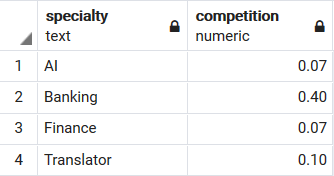 specialty competition
text numeric
1 AI 0.07
2 Banking 0.40
3 Finance 0.07
4 Translator 0.10